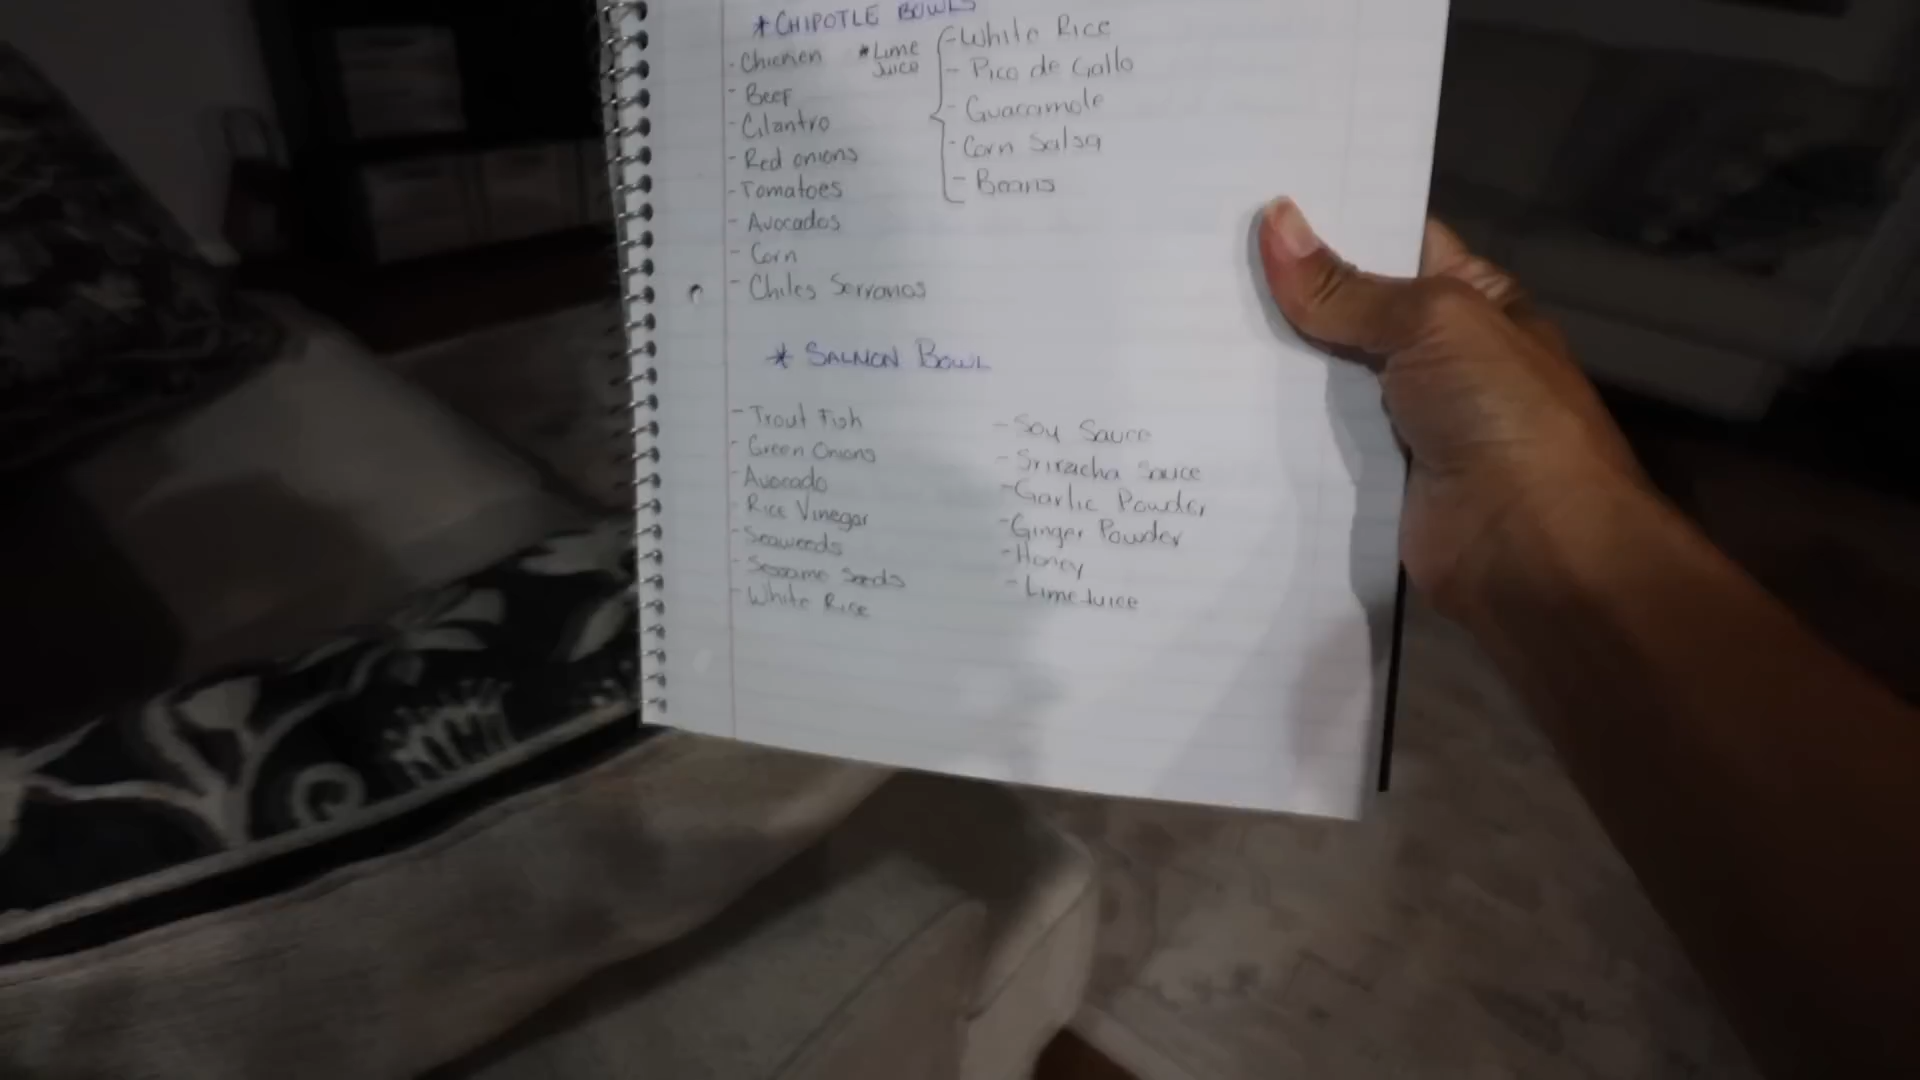 * CHIPOTLE BOWLS
- Chicken
* Lime Juice
- Beef
- Cilantro
- Red onions
- Tomatoes
- Avocados
- Corn
- Chiles Serranos
- White Rice
- Pico de Gallo
- Guacamole
- Corn Salsa
- Beans
* SALMON BOWL
- Trout Fish
- Green Onions
- Avocado
- Rice Vinegar
- Seaweeds
- Sesame Seeds
- White Rice
- Soy Sauce
- Sriracha Sauce
- Garlic Powder
- Ginger Powder
- Honey
- Lime Juice